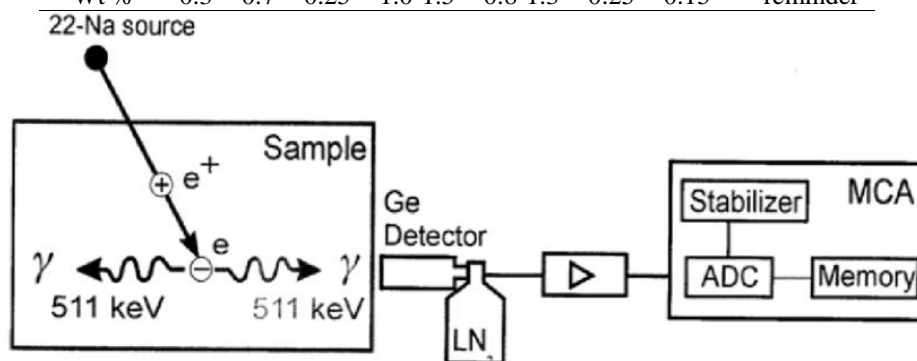 Wt % 0.3 0.7 0.25 1.0-1.5 0.8-1.3 0.25 0.15 reminder
22-Na source
Sample
e+
e
γ γ
511 keV 511 keV
Ge
Detector
LN2
MCA
Stabilizer
ADC Memory